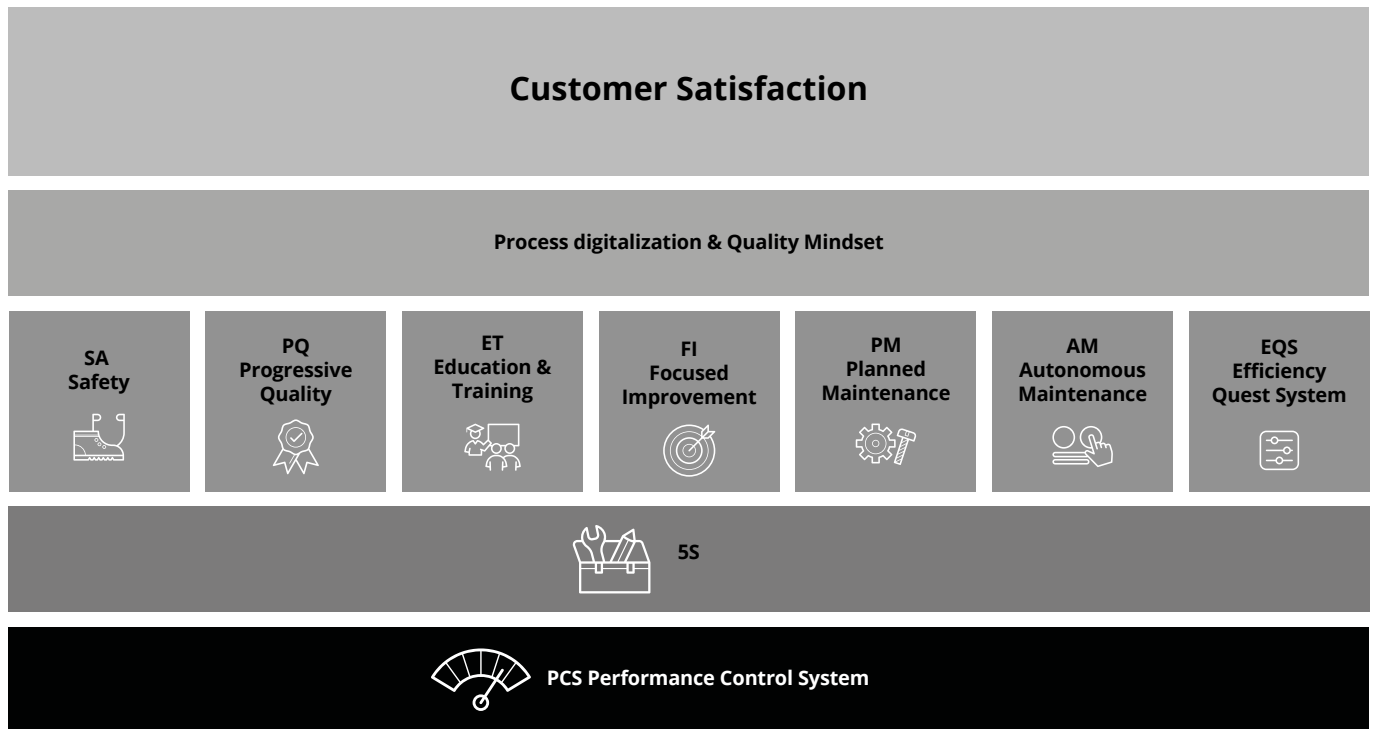 Customer Satisfaction
Process digitalization & Quality Mindset
SA
Safety
PQ
Progressive
Quality
ET
Education &
Training
FI
Focused
Improvement
PM
Planned
Maintenance
AM
Autonomous
Maintenance
EQS
Efficiency
Quest System
5S
PCS Performance Control System